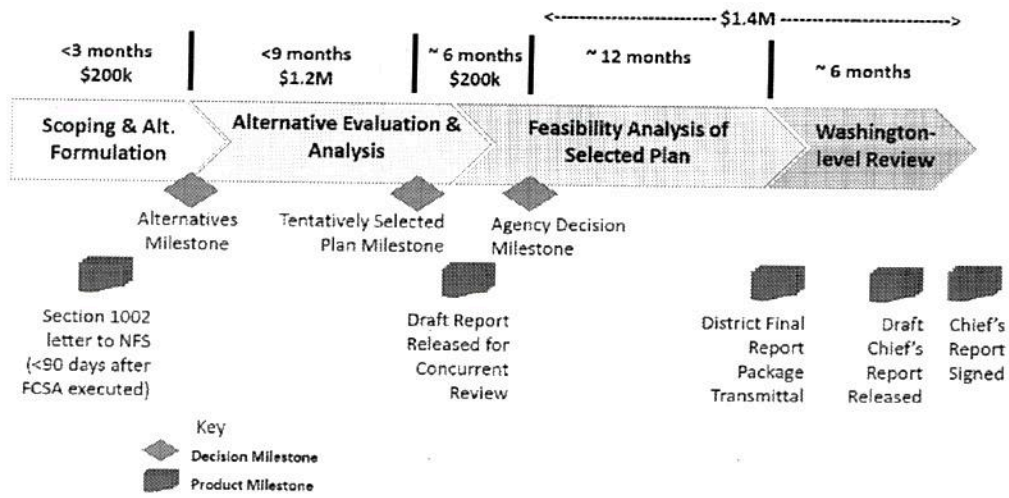 $1.4M
<3 months
$200k
<9 months
$1.2M
~ 6 months
$200k
~ 12 months
~ 6 months
Scoping & Alt.
Formulation
Alternative Evaluation &
Analysis
Feasibility Analysis of
Selected Plan
Washington-
level Review
Alternatives
Milestone
Tentatively Selected
Plan Milestone
Agency Decision
Milestone
Section 1002
letter to NFS
(<90 days after
FCSA executed)
Draft Report
Released for
Concurrent
Review
District Final
Report
Package
Transmittal
Draft
Chief's
Report
Released
Chief's
Report
Signed
Key
Decision Milestone
Product Milestone